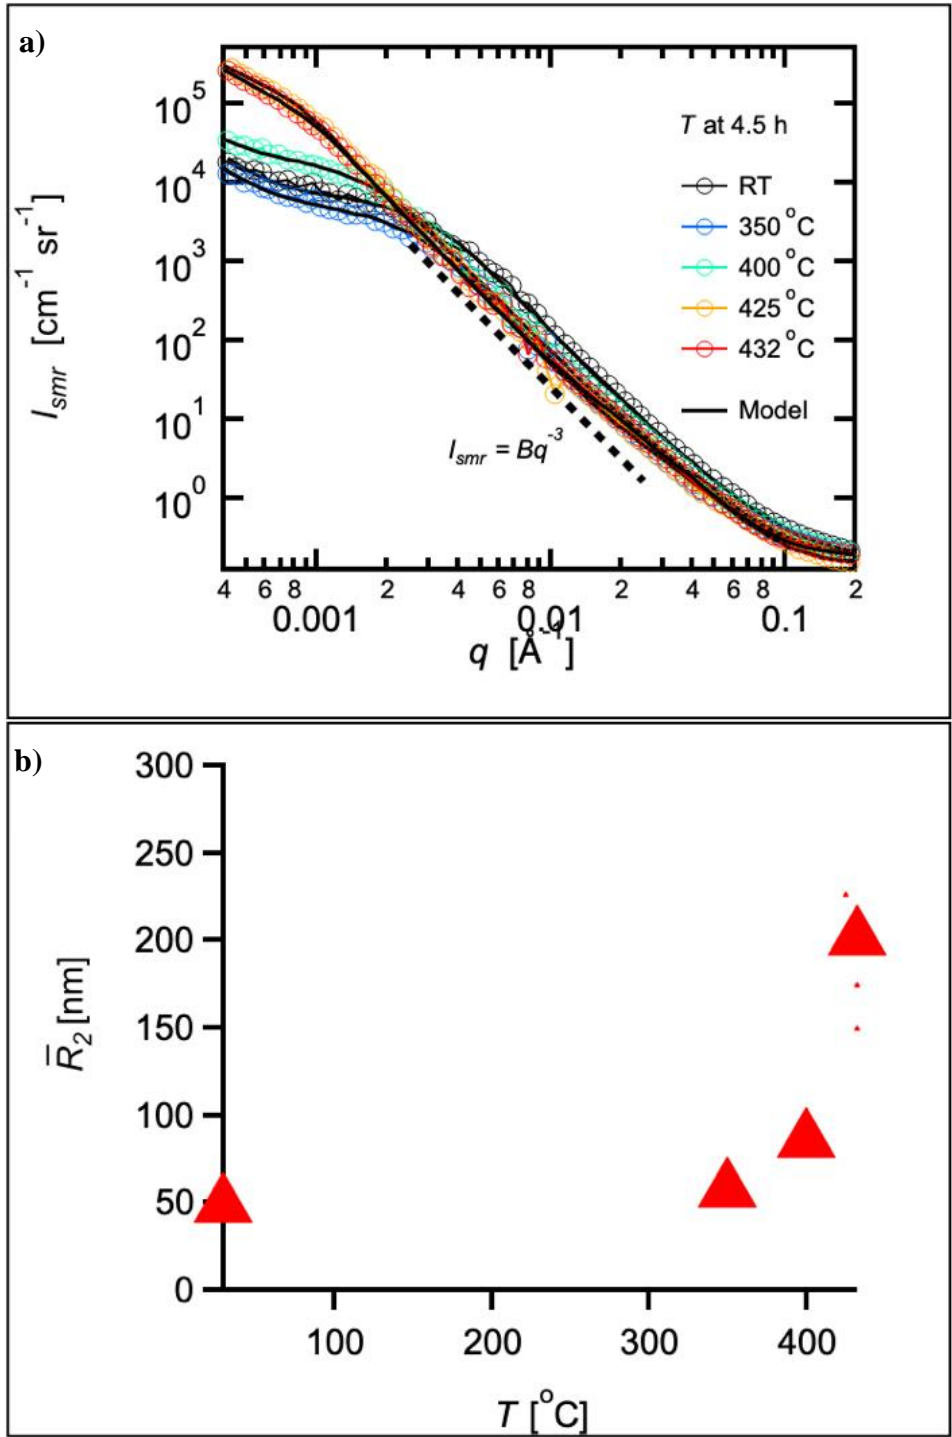 a)
10^5
10^4
10^3
10^2
10^1
10^0
I_smr [cm^-1 sr^-1]
T at 4.5 h
RT
350 °C
400 °C
425 °C
432 °C
Model
I_smr = Bq^-3
4 6 8 2 4 6 8 2 4 6 8 2
0.001 0.01 0.1
q [Å^-1]
b)
300
250
200
150
100
50
0
R̅_2 [nm]
100 200 300 400
T [°C]